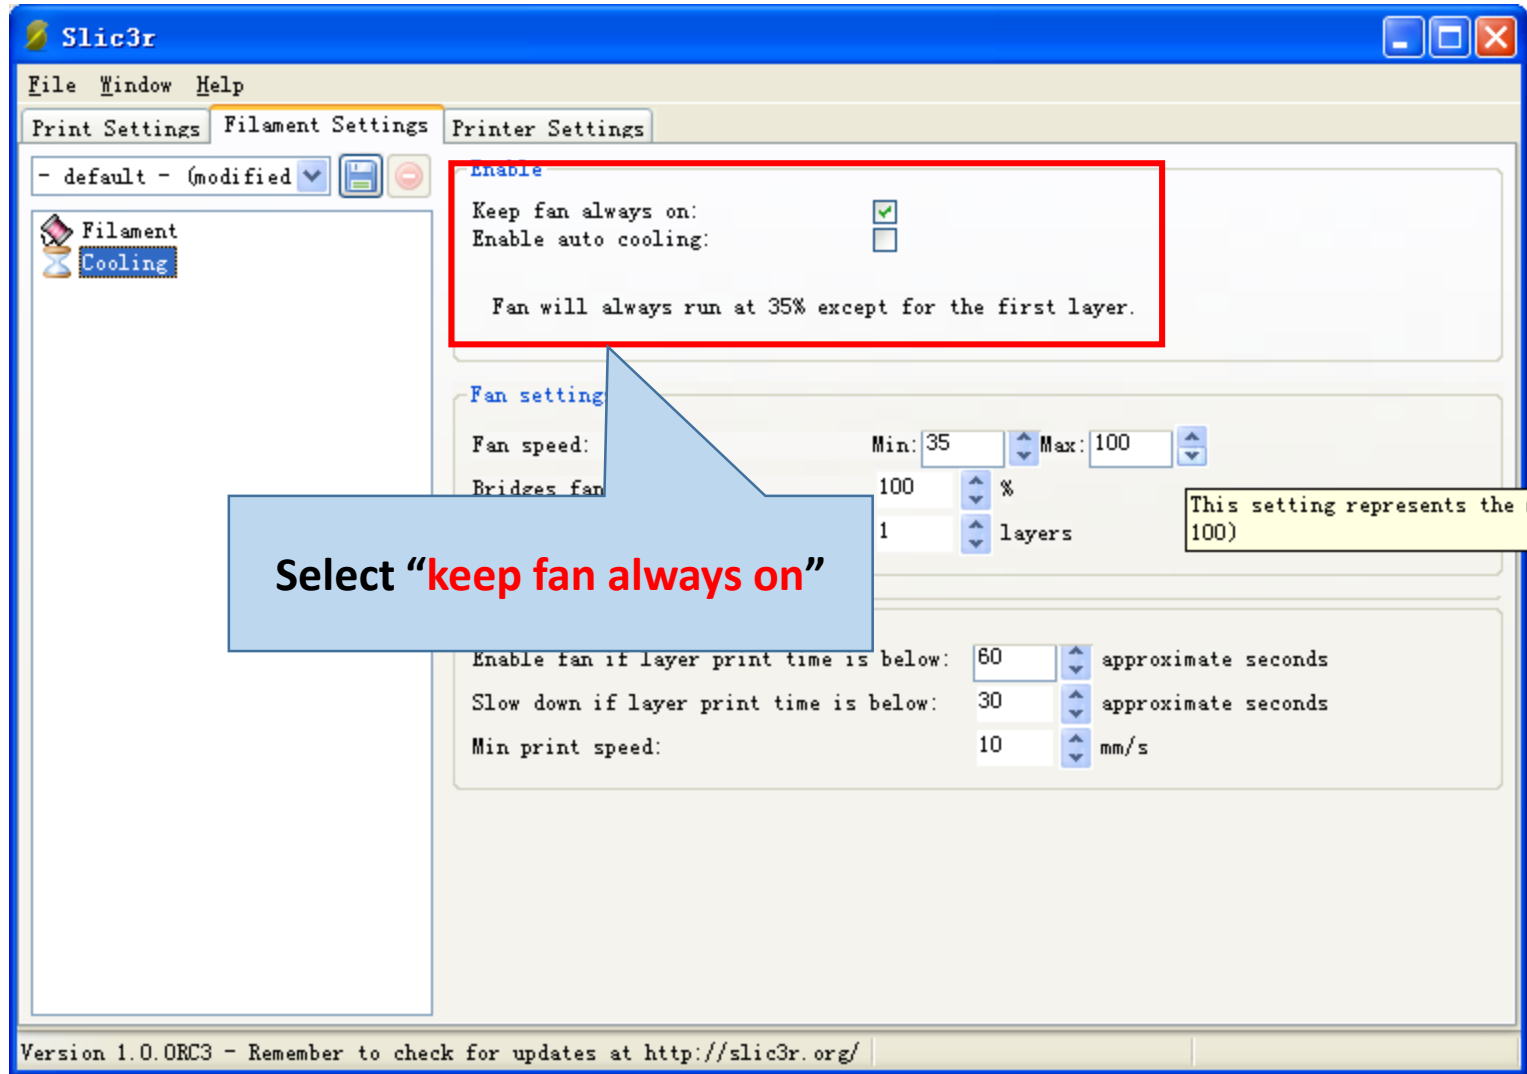 Slic3r
File Window Help
Print Settings Filament Settings Printer Settings
- default - (modified
Filament
Cooling
Enable
Keep fan always on:
Enable auto cooling:
Fan will always run at 35% except for the first layer.
Fan setting
Fan speed: Min: 35 Max: 100
Bridges fan 100 %
1 layers
This setting represents the
100)
Select “keep fan always on”
Enable fan if layer print time is below: 60 approximate seconds
Slow down if layer print time is below: 30 approximate seconds
Min print speed: 10 mm/s
Version 1.0.0RC3 - Remember to check for updates at http://slic3r.org/